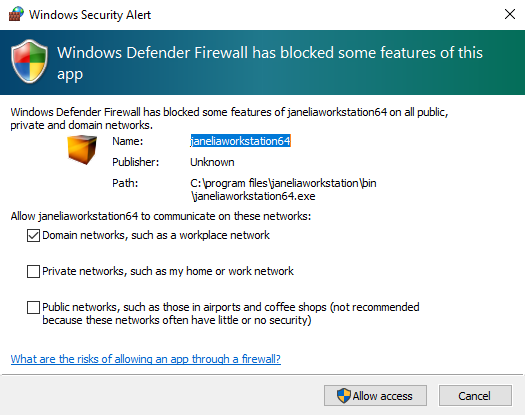 Windows Security Alert
Windows Defender Firewall has blocked some features of this
app
Windows Defender Firewall has blocked some features of janeliaworkstation64 on all public,
private and domain networks.
Name: janeliaworkstation64
Publisher: Unknown
Path: C:\program files\janeliaworkstation\bin
\janeliaworkstation64.exe
Allow janeliaworkstation64 to communicate on these networks:
Domain networks, such as a workplace network
Private networks, such as my home or work network
Public networks, such as those in airports and coffee shops (not recommended
because these networks often have little or no security)
What are the risks of allowing an app through a firewall?
Allow access Cancel